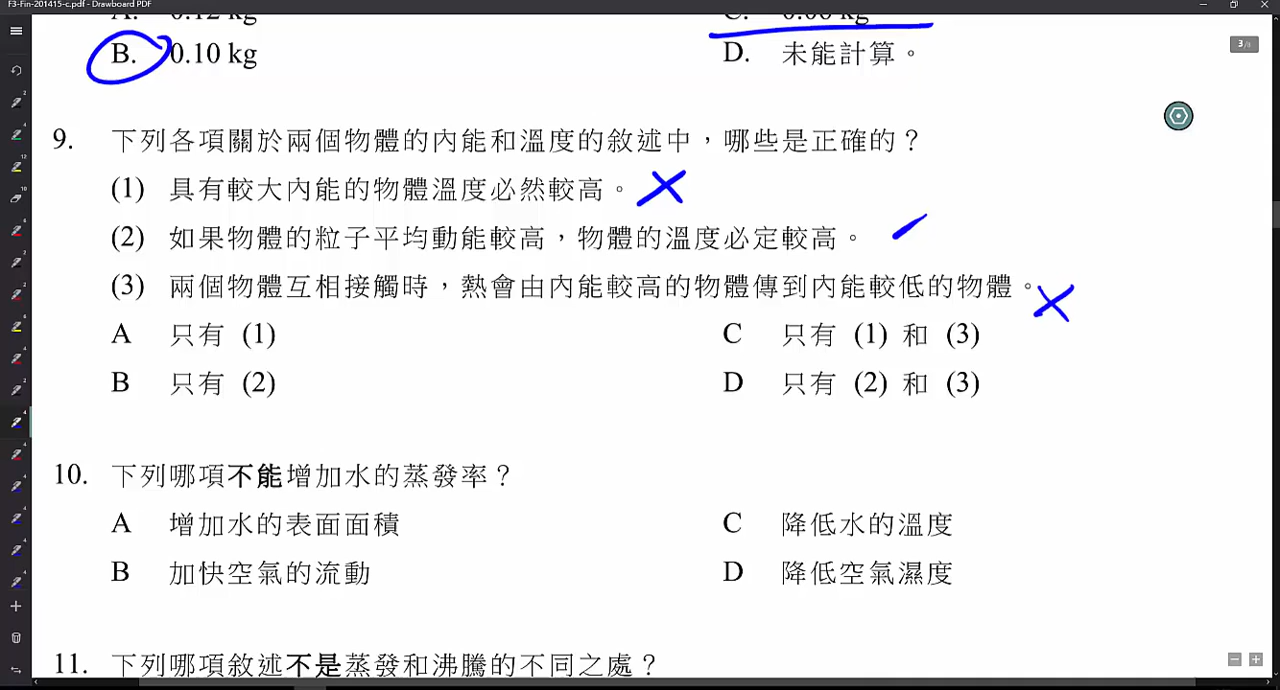 F3-Fin-201415-c.pdf - Drawboard PDF
A. 0.12 kg C. 0.08 kg
B. 0.10 kg D. 未能計算。
3/8
9. 下列各項關於兩個物體的內能和溫度的敘述中,哪些是正確的?
(1) 具有較大內能的物體溫度必然較高。
(2) 如果物體的粒子平均動能較高,物體的溫度必定較高。
(3) 兩個物體互相接觸時,熱會由內能較高的物體傳到內能較低的物體。
A 只有 (1) C 只有 (1) 和 (3)
B 只有 (2) D 只有 (2) 和 (3)
10. 下列哪項不能增加水的蒸發率?
A 增加水的表面面積 C 降低水的溫度
B 加快空氣的流動 D 降低空氣濕度
11. 下列哪項敘述不是蒸發和沸騰的不同之處?